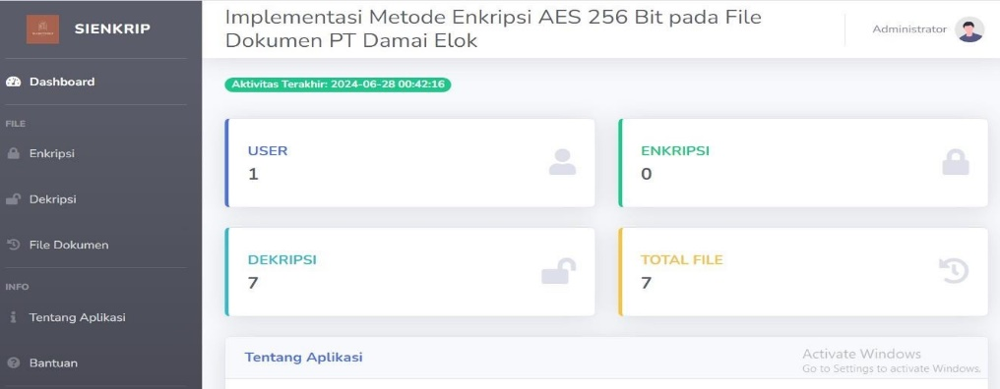 SIENKRIP
Dashboard
FILE
Enkripsi
Dekripsi
File Dokumen
INFO
Tentang Aplikasi
Bantuan
Implementasi Metode Enkripsi AES 256 Bit pada File
Dokumen PT Damai Elok
Administrator
Aktivitas Terakhir: 2024-06-28 00:42:16
USER
1
ENKRIPSI
0
DEKRIPSI
7
TOTAL FILE
7
Tentang Aplikasi
Activate Windows
Go to Settings to activate Windows.